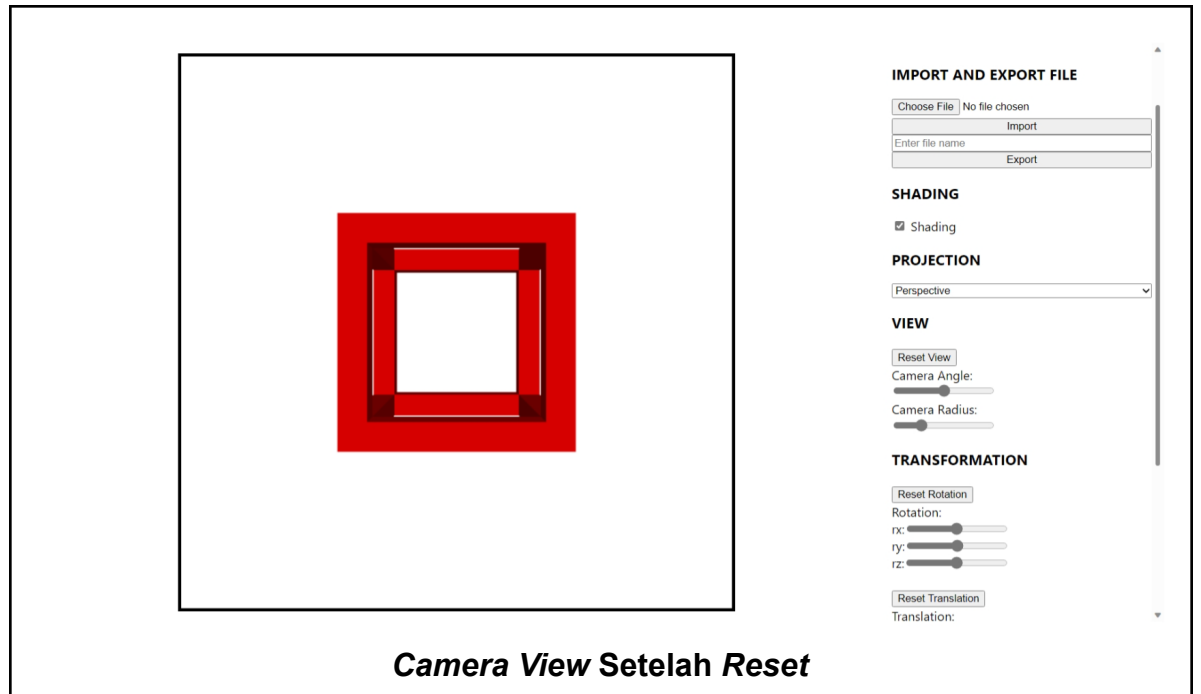 IMPORT AND EXPORT FILE
Choose File No file chosen
Import
Enter file name
Export
SHADING
Shading
PROJECTION
Perspective
VIEW
Reset View
Camera Angle:
Camera Radius:
TRANSFORMATION
Reset Rotation
Rotation:
rx:
ry:
rz:
Reset Translation
Translation:
Camera View Setelah Reset